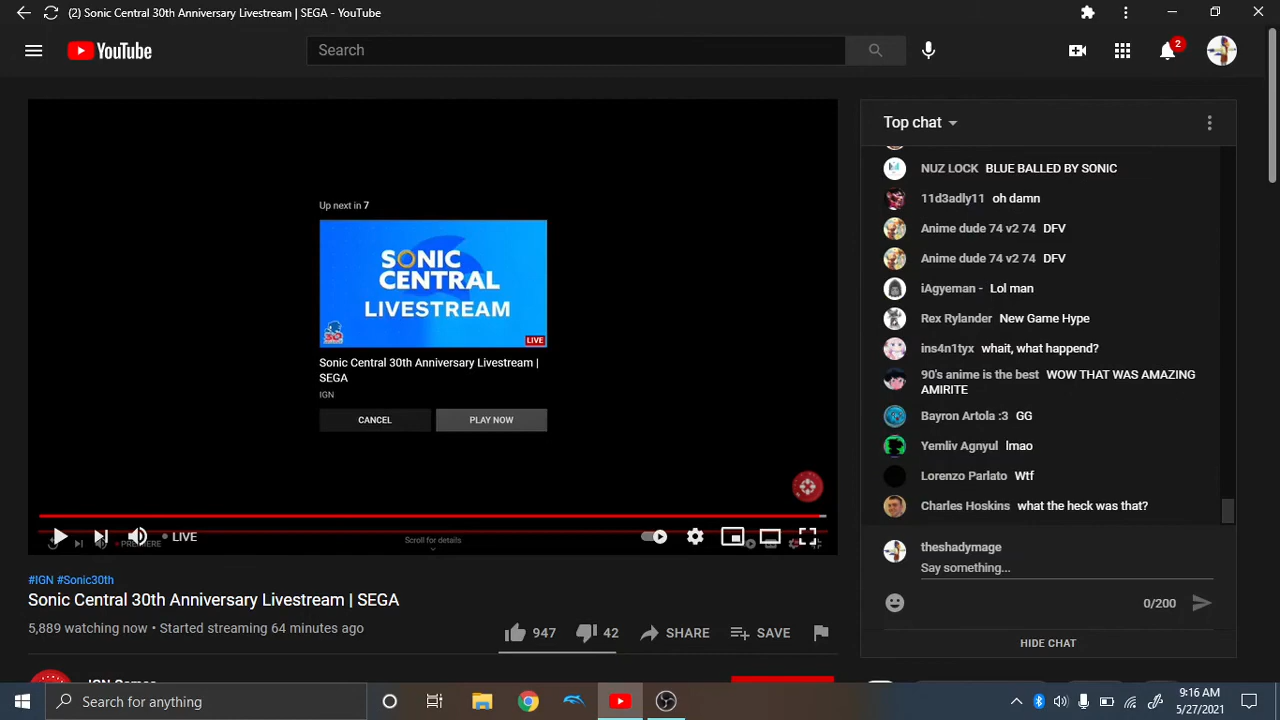 (2) Sonic Central 30th Anniversary Livestream | SEGA - YouTube
YouTube
Search
2
Up next in 7
SONIC
CENTRAL
LIVESTREAM
LIVE
Sonic Central 30th Anniversary Livestream |
SEGA
IGN
CANCEL
PLAY NOW
LIVE
PREMIERE
Scroll for details
#IGN #Sonic30th
Sonic Central 30th Anniversary Livestream | SEGA
5,889 watching now • Started streaming 64 minutes ago
947
42
SHARE
SAVE
Top chat
NUZ LOCK BLUE BALLED BY SONIC
11d3adly11 oh damn
Anime dude 74 v2 74 DFV
Anime dude 74 v2 74 DFV
iAgyeman - Lol man
Rex Rylander New Game Hype
ins4n1tyx whait, what happend?
90's anime is the best WOW THAT WAS AMAZING
AMIRITE
Bayron Artola :3 GG
Yemliv Agnyul lmao
Lorenzo Parlato Wtf
Charles Hoskins what the heck was that?
theshadymage
Say something...
0/200
HIDE CHAT
Search for anything
9:16 AM
5/27/2021